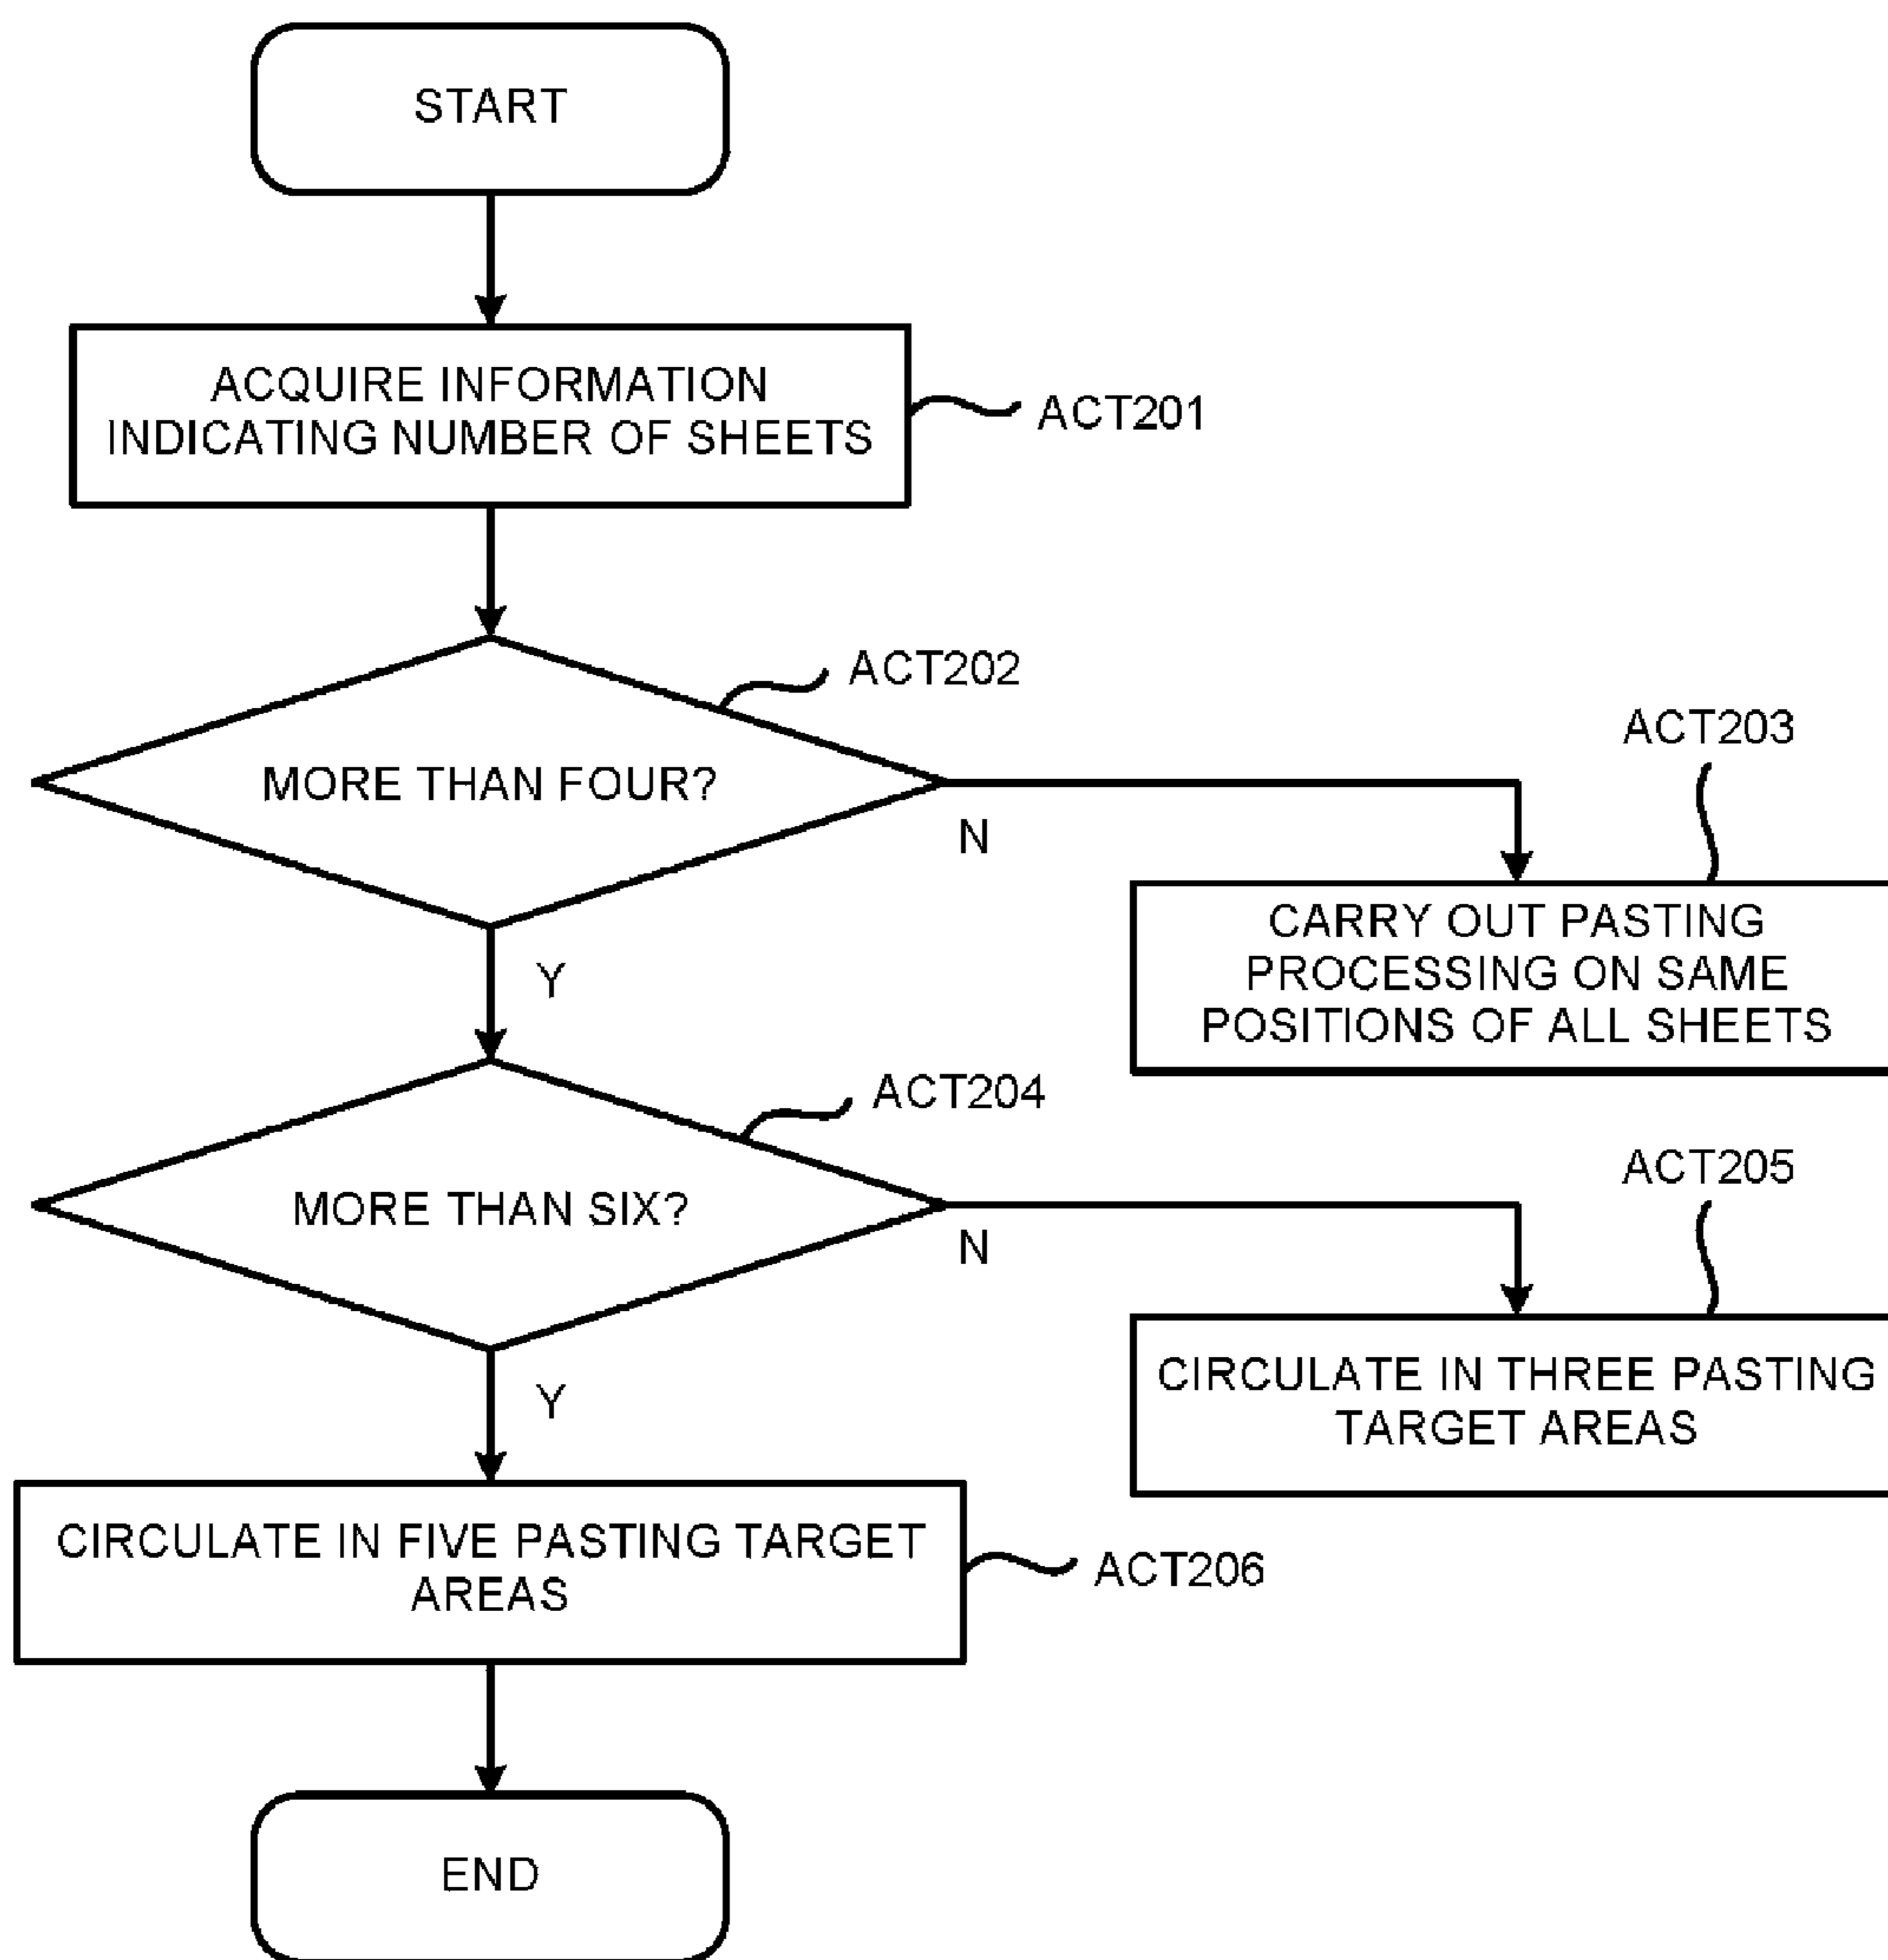 START
ACQUIRE INFORMATION
INDICATING NUMBER OF SHEETS
ACT201
ACT202
MORE THAN FOUR?
N
Y
ACT203
CARRY OUT PASTING
PROCESSING ON SAME
POSITIONS OF ALL SHEETS
ACT204
MORE THAN SIX?
N
Y
ACT205
CIRCULATE IN THREE PASTING
TARGET AREAS
CIRCULATE IN FIVE PASTING TARGET
AREAS
ACT206
END